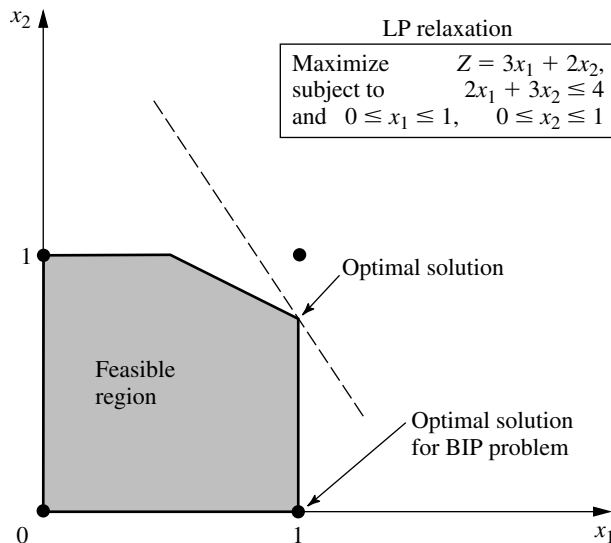 x₂
LP relaxation
Maximize Z = 3x₁ + 2x₂,
subject to 2x₁ + 3x₂ ≤ 4
and 0 ≤ x₁ ≤ 1, 0 ≤ x₂ ≤ 1
1
Optimal solution
Feasible
region
Optimal solution
for BIP problem
0
1
x₁